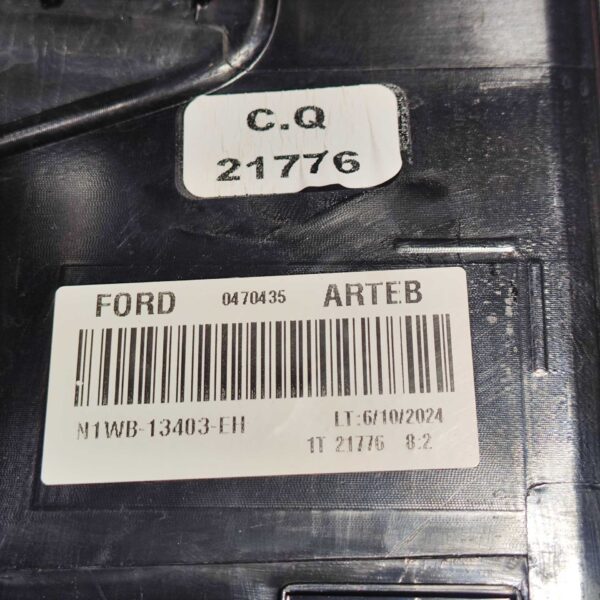 C.Q
21776
FORD 0470435 ARTEB
N1WB-13403-EH LT:6/10/2024
1T 21776 8:2